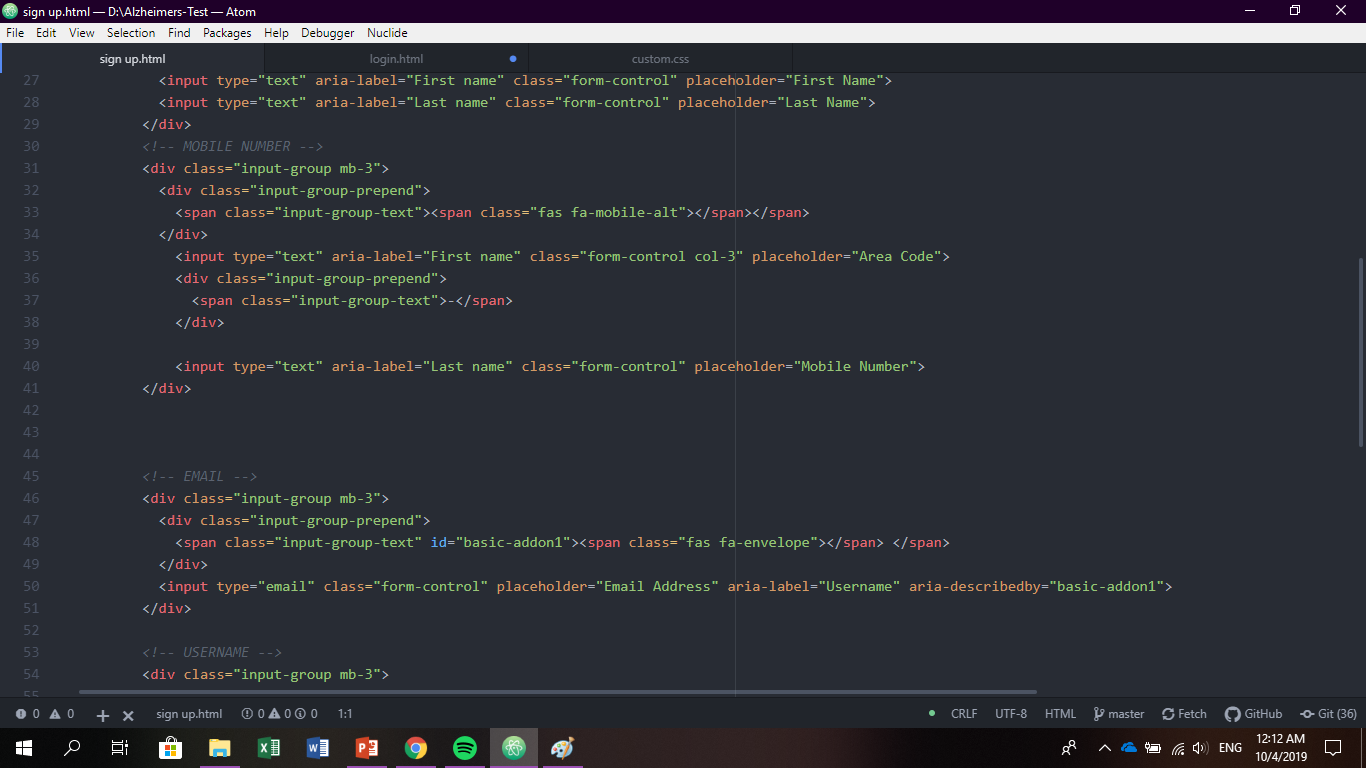 sign up.html — D:\Alzheimers-Test — Atom
File Edit View Selection Find Packages Help Debugger Nuclide
sign up.html login.html custom.css
27 <input type="text" aria-label="First name" class="form-control" placeholder="First Name">
28 <input type="text" aria-label="Last name" class="form-control" placeholder="Last Name">
29 </div>
30 <!-- MOBILE NUMBER -->
31 <div class="input-group mb-3">
32 <div class="input-group-prepend">
33 <span class="input-group-text"><span class="fas fa-mobile-alt"></span></span>
34 </div>
35 <input type="text" aria-label="First name" class="form-control col-3" placeholder="Area Code">
36 <div class="input-group-prepend">
37 <span class="input-group-text">-</span>
38 </div>
39
40 <input type="text" aria-label="Last name" class="form-control" placeholder="Mobile Number">
41 </div>
42
43
44
45 <!-- EMAIL -->
46 <div class="input-group mb-3">
47 <div class="input-group-prepend">
48 <span class="input-group-text" id="basic-addon1"><span class="fas fa-envelope"></span> </span>
49 </div>
50 <input type="email" class="form-control" placeholder="Email Address" aria-label="Username" aria-describedby="basic-addon1">
51 </div>
52
53 <!-- USERNAME -->
54 <div class="input-group mb-3">
55
0 0 sign up.html 0 0 0 1:1 CRLF UTF-8 HTML master Fetch GitHub Git (36)
ENG 12:12 AM
10/4/2019